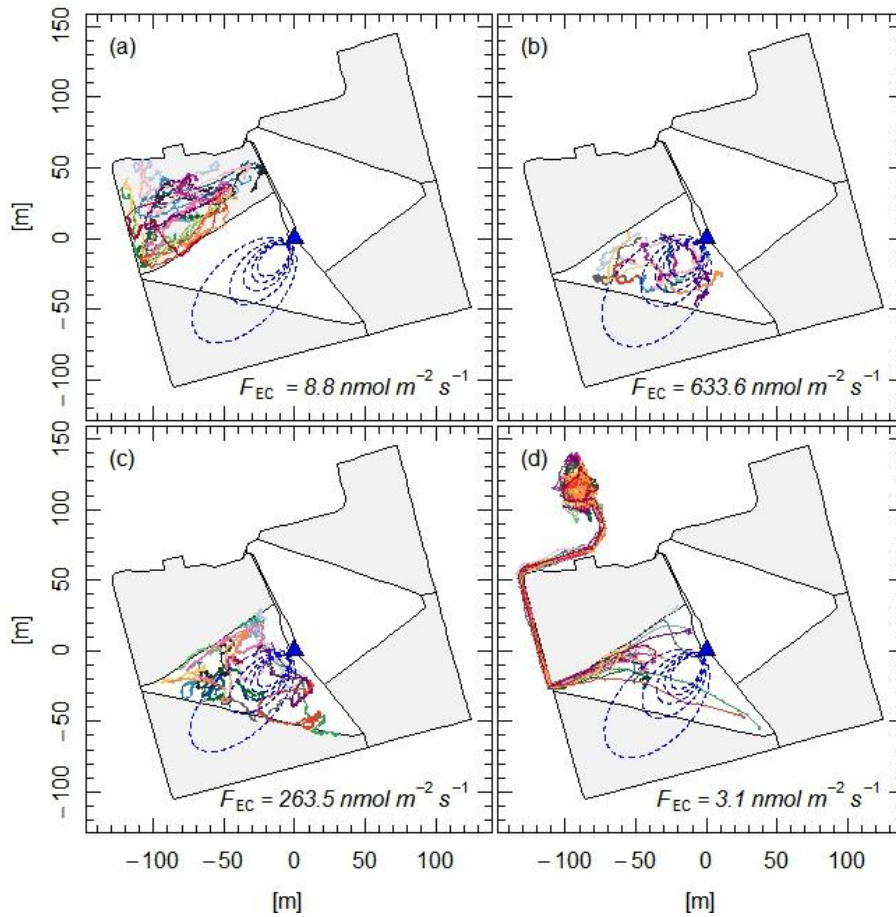 (a)
(b)
150
100
50
0
−50
−100
[m]
F_EC = 8.8 nmol m⁻² s⁻¹
F_EC = 633.6 nmol m⁻² s⁻¹
(c)
(d)
150
100
50
0
−50
−100
[m]
F_EC = 263.5 nmol m⁻² s⁻¹
F_EC = 3.1 nmol m⁻² s⁻¹
−100 −50 0 50 100
−100 −50 0 50 100
[m]
[m]